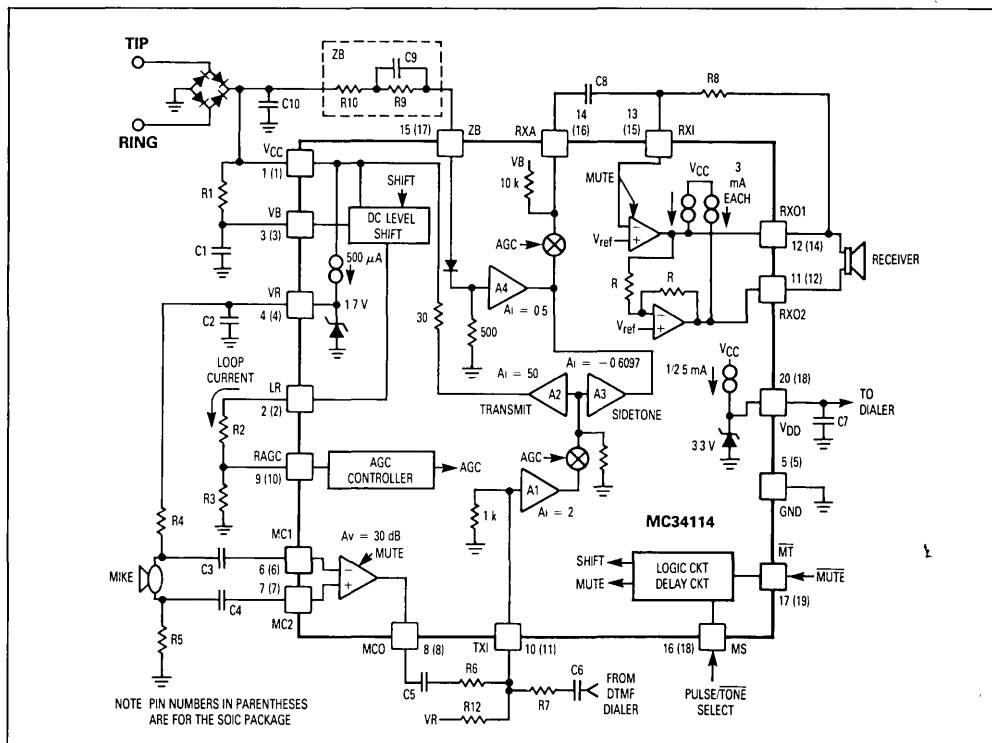 TIP
RING
ZB
C9
R10
R9
C10
C8
R8
15 (17)
ZB
RXA
14
(16)
13
(15)
RXI
VCC
1 (1)
R1
VB
3 (3)
C1
SHIFT
DC LEVEL
SHIFT
500 μA
1 7 V
VR
4 (4)
C2
LOOP
CURRENT
LR
2 (2)
R2
RAGC
9 (10)
R3
R4
AGC
CONTROLLER
AGC
VB
10 k
AGC
A4
AI = 0 5
500
30
AI = 50
A2
TRANSMIT
AI = −0 6097
A3
SIDETONE
AGC
A1
AI = 2
1 k
MUTE
VCC
3
mA
EACH
Vref
R
R
Vref
RXO1
12 (14)
11 (12)
RXO2
RECEIVER
VCC
1/2 5 mA
3 3 V
20 (18)
VDD
TO
DIALER
C7
5 (5)
GND
MC34114
MT
MUTE
17 (19)
SHIFT
MUTE
LOGIC CKT
DELAY CKT
MC1
6 (6)
C3
AV = 30 dB
MUTE
MIKE
7 (7)
C4
MC2
R5
MCO
8 (8)
TXI
10 (11)
16 (18)
MS
C5
R6
C6
R7
FROM
DTMF
DIALER
VR
R12
PULSE/TONE
SELECT
NOTE PIN NUMBERS IN PARENTHESES
ARE FOR THE SOIC PACKAGE